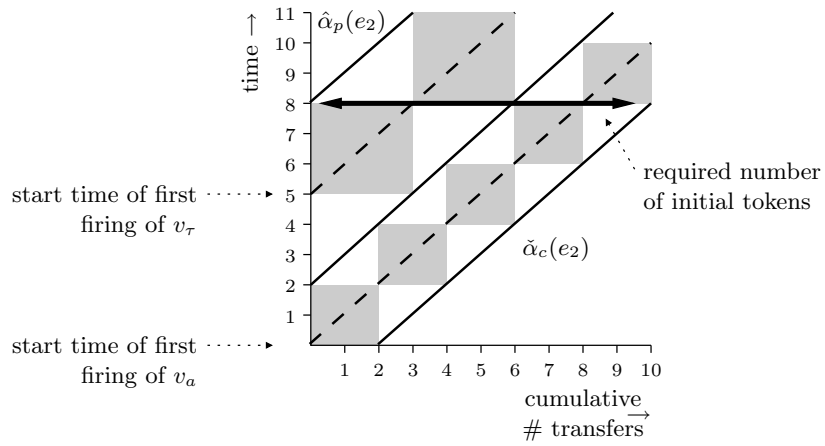 α̂p(e2)
time →
11
10
9
8
7
6
5
4
3
2
1
start time of first
firing of vτ
required number
of initial tokens
α̌c(e2)
start time of first
firing of va
1 2 3 4 5 6 7 8 9 10
cumulative
# transfers→